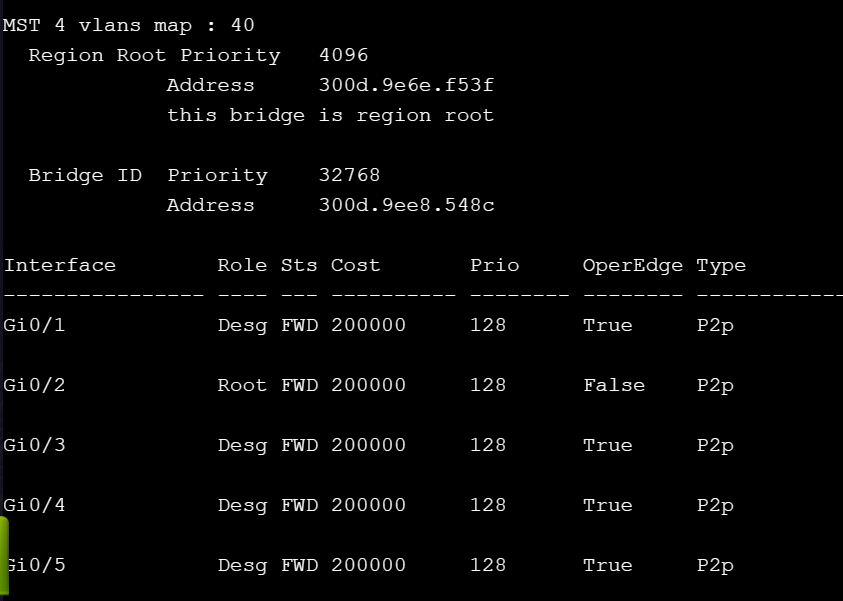 MST 4 vlans map : 40
Region Root Priority 4096
Address 300d.9e6e.f53f
this bridge is region root
Bridge ID Priority 32768
Address 300d.9ee8.548c
Interface Role Sts Cost Prio OperEdge Type
---------------- ---- --- ---------- -------- -------- ------------
Gi0/1 Desg FWD 200000 128 True P2p
Gi0/2 Root FWD 200000 128 False P2p
Gi0/3 Desg FWD 200000 128 True P2p
Gi0/4 Desg FWD 200000 128 True P2p
Gi0/5 Desg FWD 200000 128 True P2p